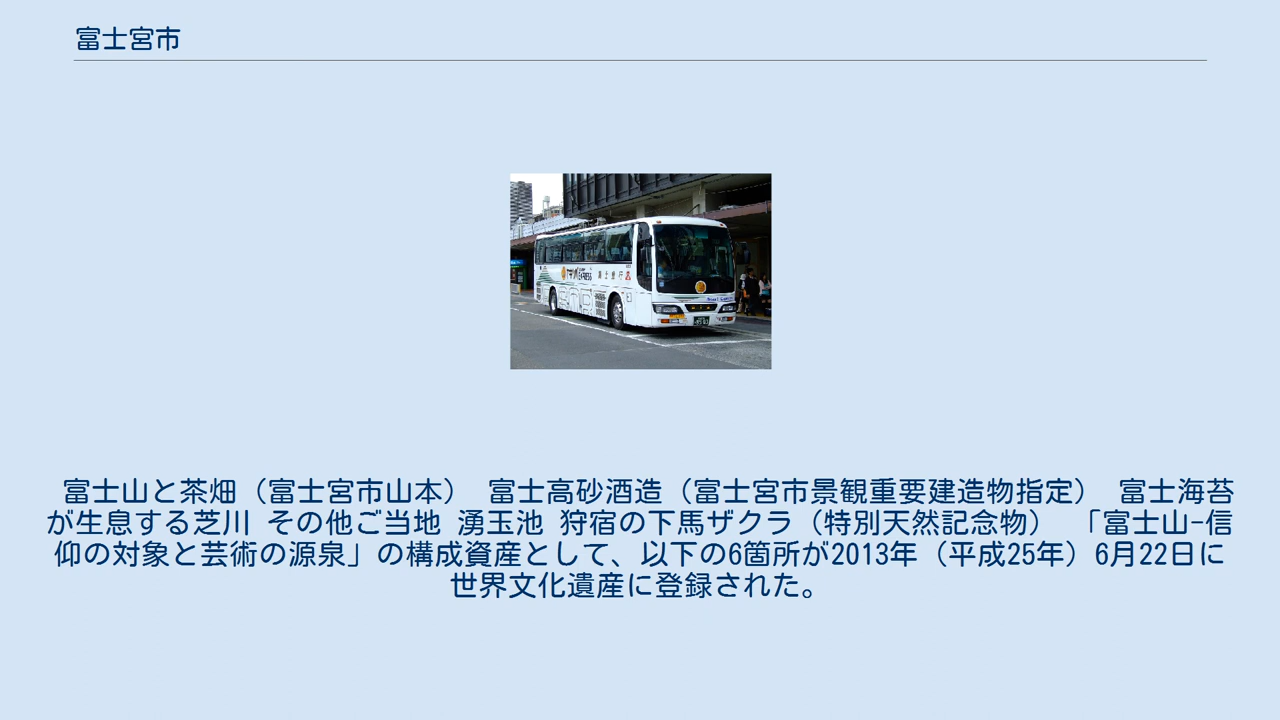 富士宮市
富士山と茶畑（富士宮市山本） 富士高砂酒造（富士宮市景観重要建造物指定） 富士海苔
が生息する芝川 その他ご当地 湧玉池 狩宿の下馬ザクラ（特別天然記念物） 「富士山-信
仰の対象と芸術の源泉」の構成資産として、以下の6箇所が2013年（平成25年）6月22日に
世界文化遺産に登録された。